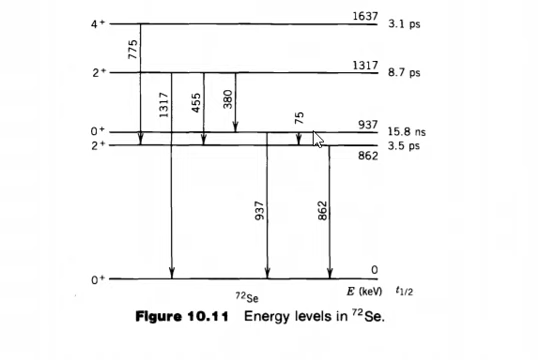 4+ 1637 3.1 ps
775
2+ 1317 8.7 ps
1317 455 380
75
0+ 937 15.8 ns
2+ 862 3.5 ps
937 862
0+ 0
⁷²Se E (keV) t1/2
Figure 10.11 Energy levels in ⁷²Se.